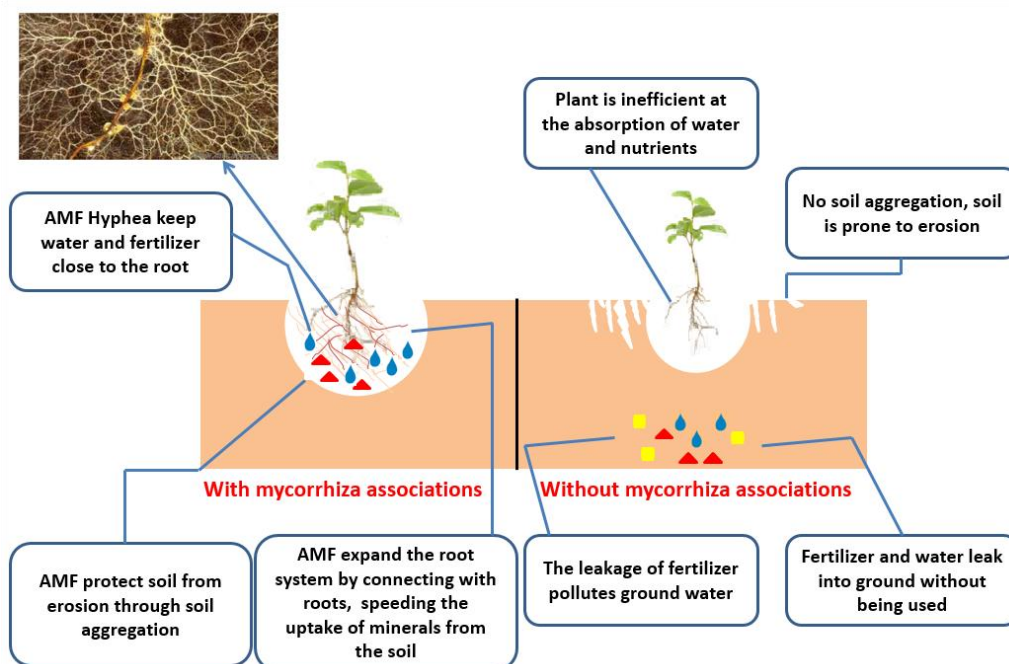 Plant is inefficient at
the absorption of water
and nutrients
AMF Hyphea keep
water and fertilizer
close to the root
No soil aggregation, soil
is prone to erosion
With mycorrhiza associations
Without mycorrhiza associations
AMF protect soil from
erosion through soil
aggregation
AMF expand the root
system by connecting with
roots, speeding the
uptake of minerals from
the soil
The leakage of fertilizer
pollutes ground water
Fertilizer and water leak
into ground without
being used